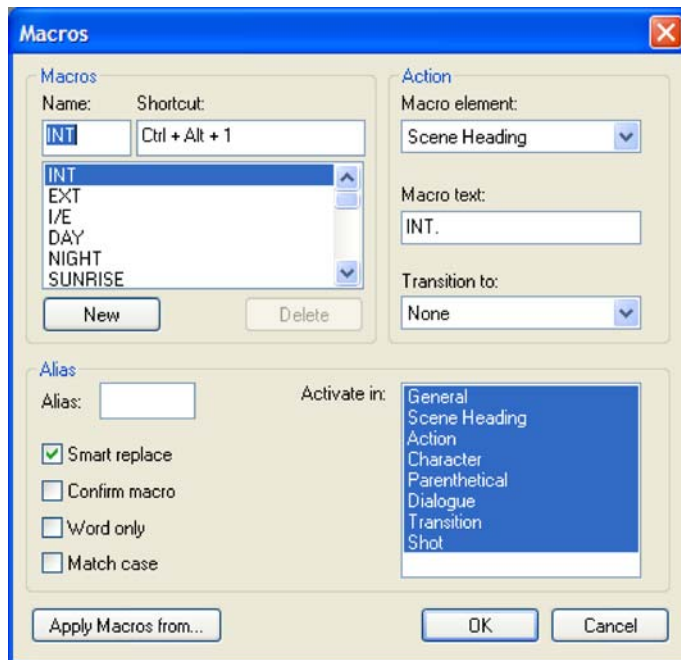 Macros
Macros
Name:
Shortcut:
INT
Ctrl + Alt + 1
INT
EXT
I/E
DAY
NIGHT
SUNRISE
New
Delete
Action
Macro element:
Scene Heading
Macro text:
INT.
Transition to:
None
Alias
Alias:
Smart replace
Confirm macro
Word only
Match case
Activate in:
General
Scene Heading
Action
Character
Parenthetical
Dialogue
Transition
Shot
Apply Macros from...
OK
Cancel